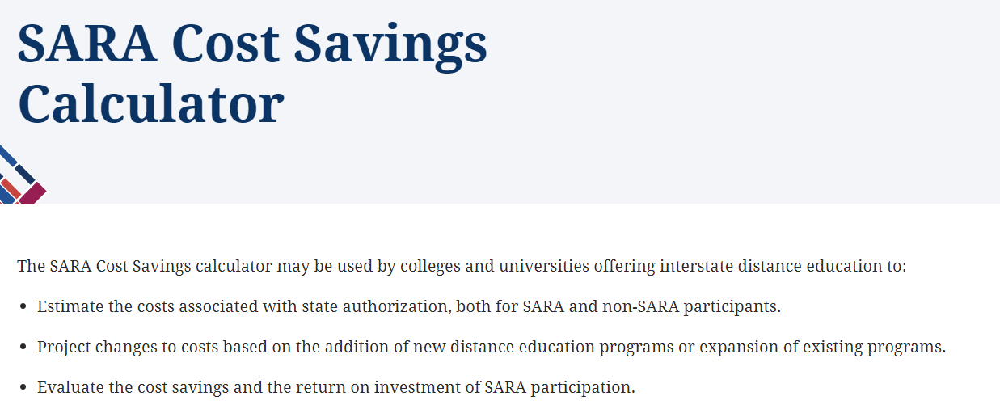 SARA Cost Savings
Calculator
The SARA Cost Savings calculator may be used by colleges and universities offering interstate distance education to:
• Estimate the costs associated with state authorization, both for SARA and non-SARA participants.
• Project changes to costs based on the addition of new distance education programs or expansion of existing programs.
• Evaluate the cost savings and the return on investment of SARA participation.